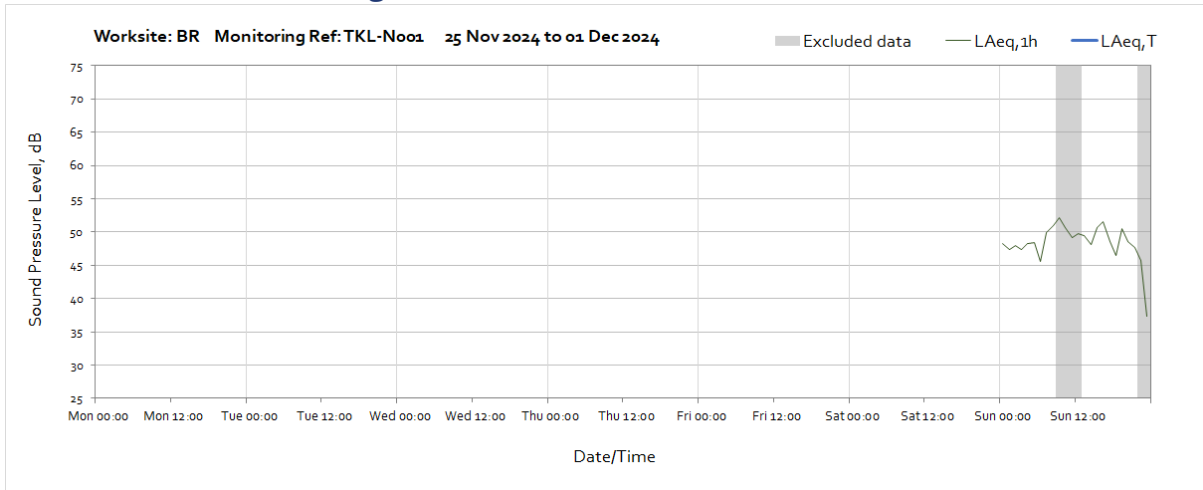 Worksite: BR Monitoring Ref: TKL-N001 25 Nov 2024 to 01 Dec 2024
Excluded data LAeq,1h LAeq,T
Sound Pressure Level, dB
75
70
65
60
55
50
45
40
35
30
25
Mon 00:00 Mon 12:00 Tue 00:00 Tue 12:00 Wed 00:00 Wed 12:00 Thu 00:00 Thu 12:00 Fri 00:00 Fri 12:00 Sat 00:00 Sat 12:00 Sun 00:00 Sun 12:00
Date/Time